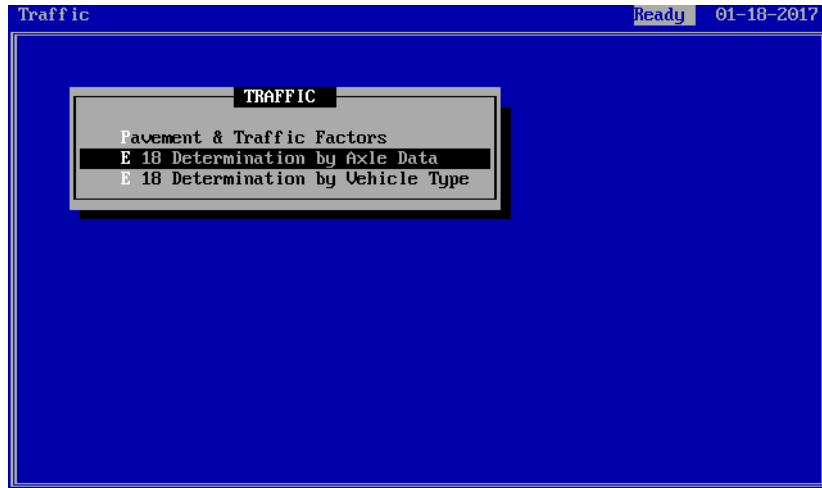 Traffic Ready 01-18-2017
TRAFFIC
Pavement & Traffic Factors
E 18 Determination by Axle Data
E 18 Determination by Vehicle Type